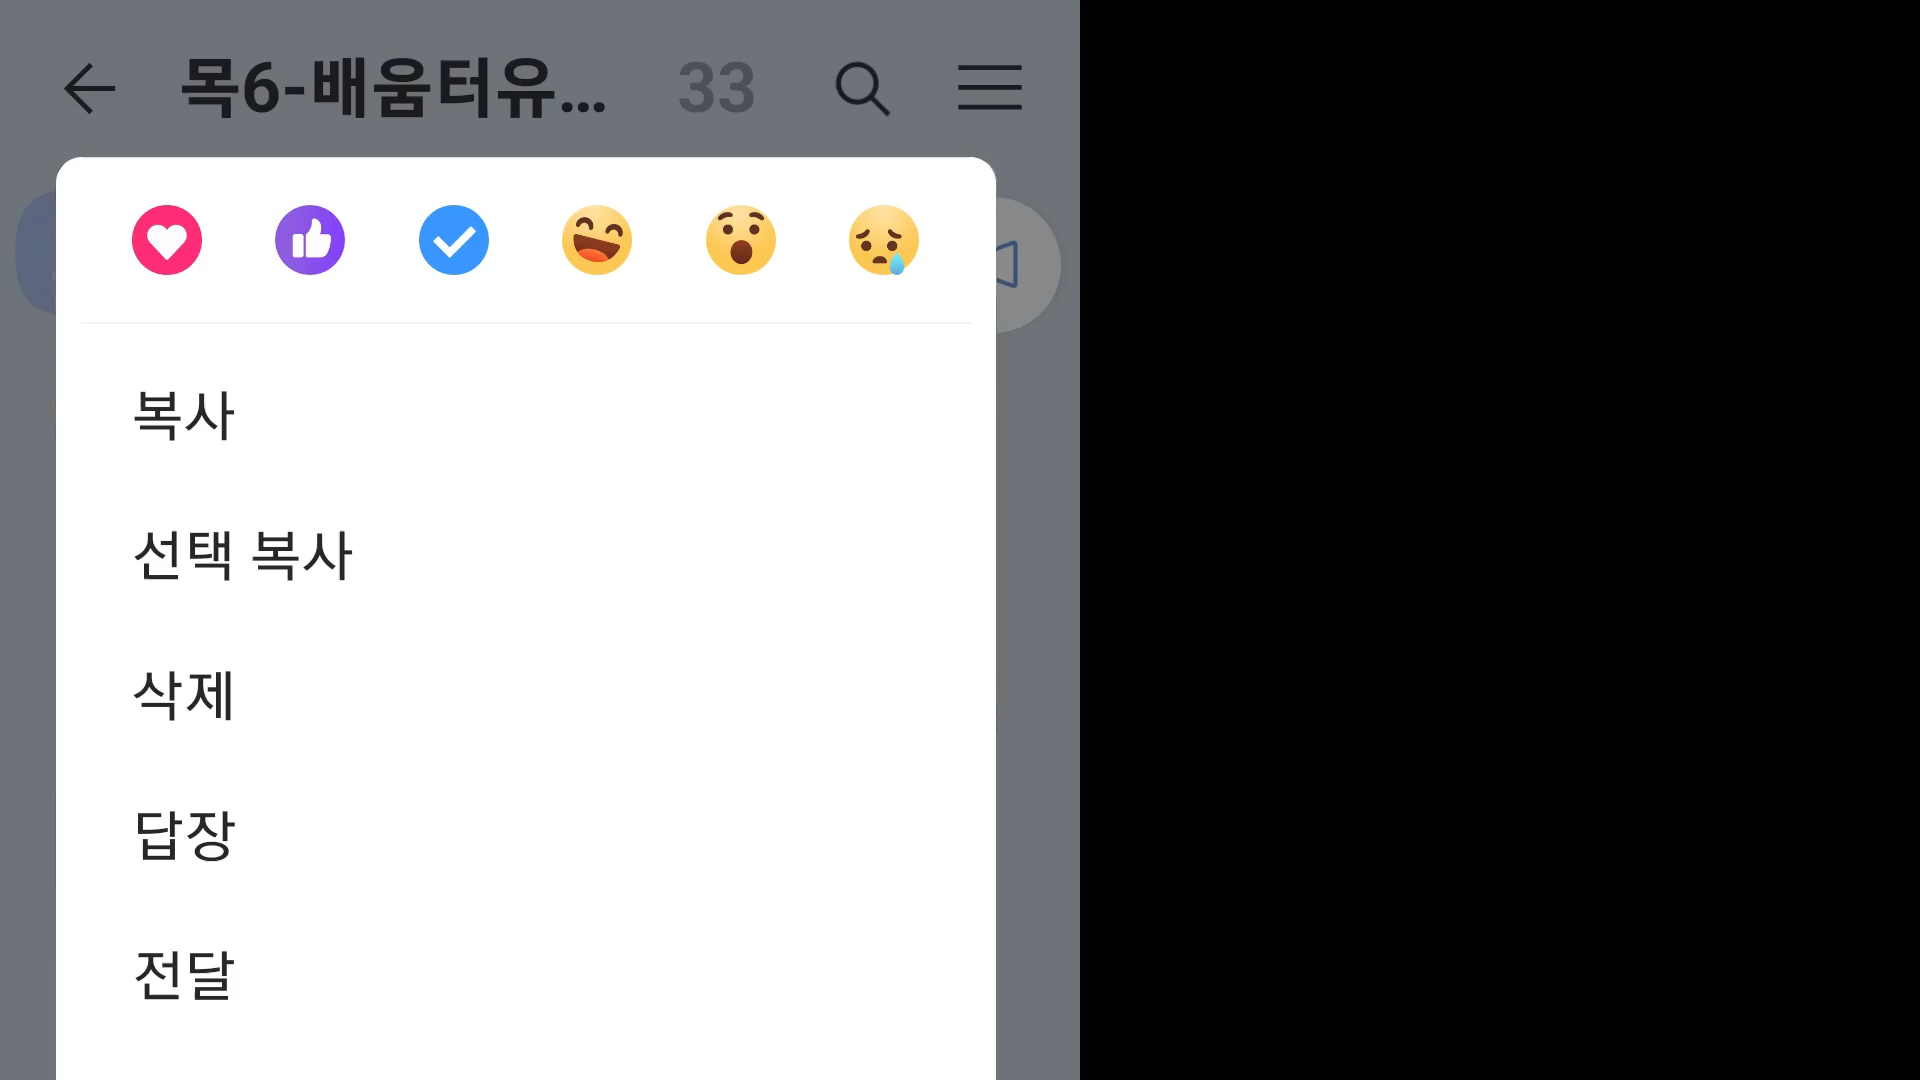 목6-배움터유... 33
복사
선택 복사
삭제
답장
전달